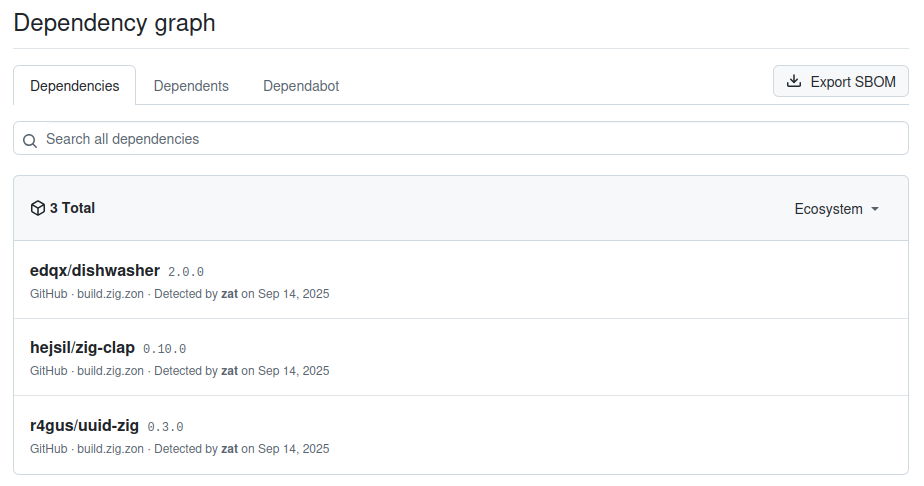 Dependency graph
Dependencies Dependents Dependabot Export SBOM
Search all dependencies
3 Total Ecosystem
edqx/dishwasher 2.0.0
GitHub · build.zig.zon · Detected by zat on Sep 14, 2025
hejsil/zig-clap 0.10.0
GitHub · build.zig.zon · Detected by zat on Sep 14, 2025
r4gus/uuid-zig 0.3.0
GitHub · build.zig.zon · Detected by zat on Sep 14, 2025